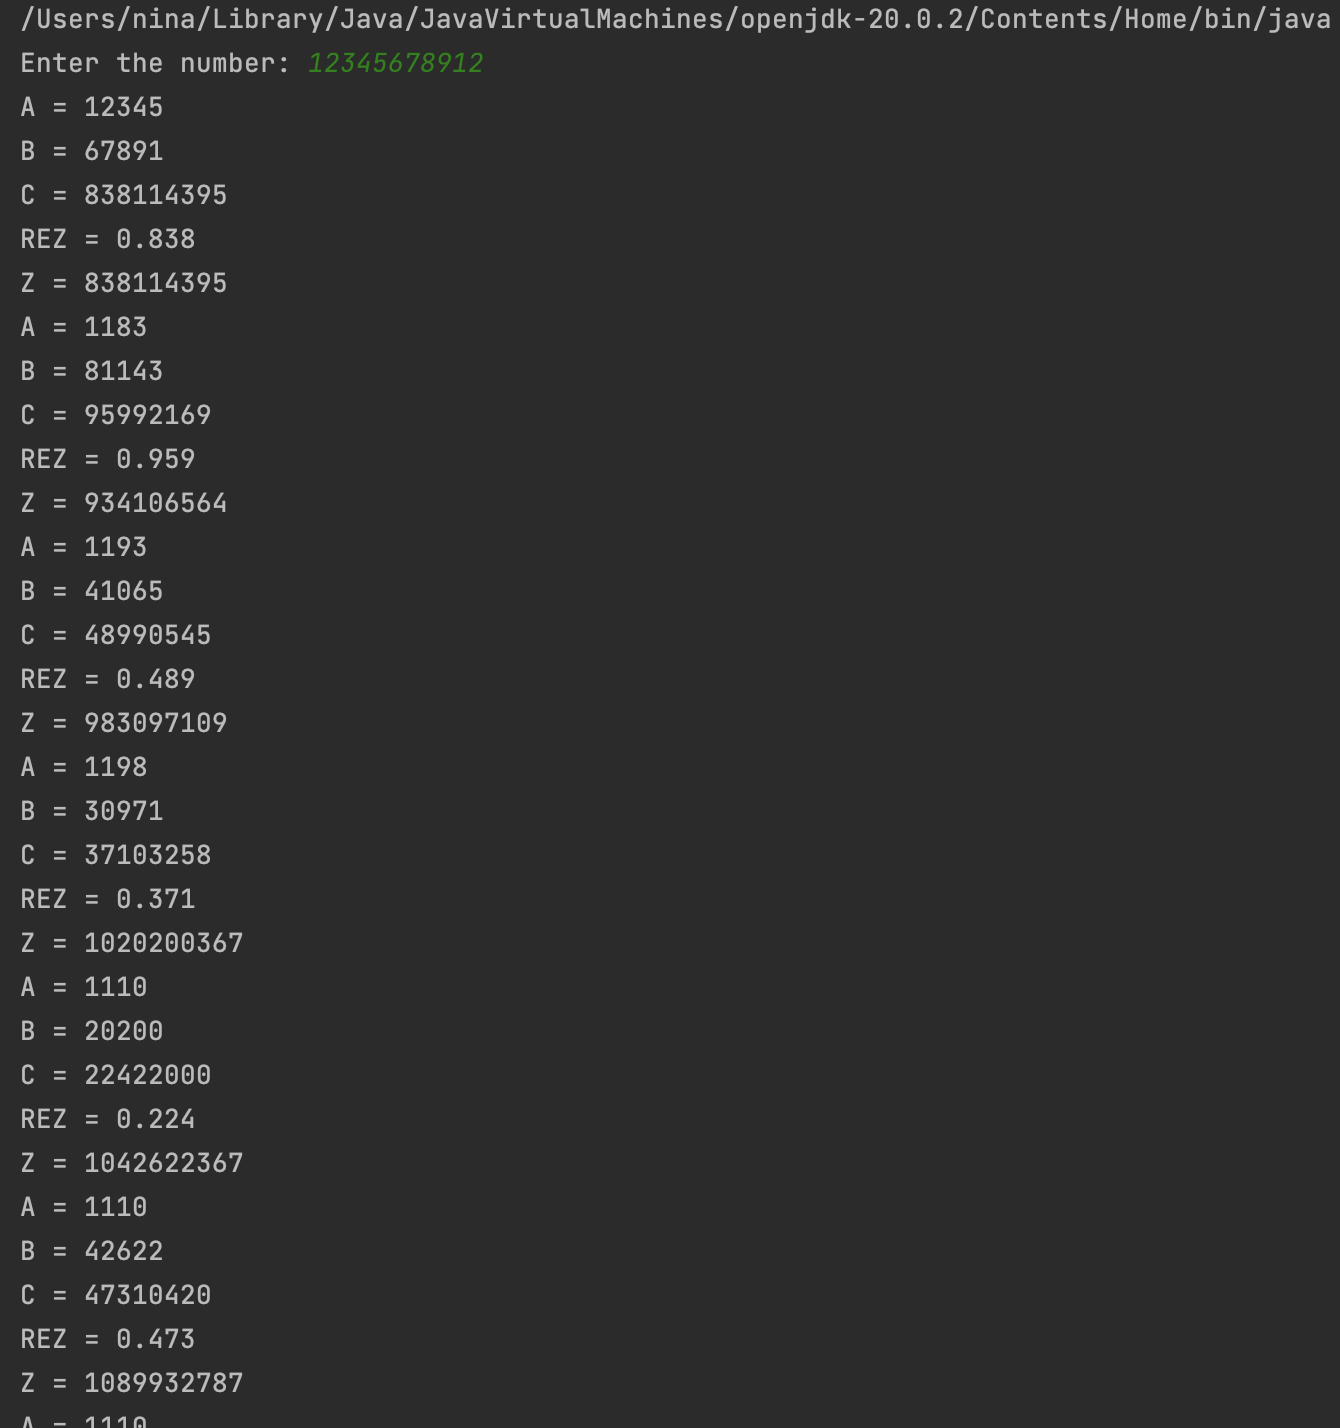 /Users/nina/Library/Java/JavaVirtualMachines/openjdk-20.0.2/Contents/Home/bin/java
Enter the number: 12345678912
A = 12345
B = 67891
C = 838114395
REZ = 0.838
Z = 838114395
A = 1183
B = 81143
C = 95992169
REZ = 0.959
Z = 934106564
A = 1193
B = 41065
C = 48990545
REZ = 0.489
Z = 983097109
A = 1198
B = 30971
C = 37103258
REZ = 0.371
Z = 1020200367
A = 1110
B = 20200
C = 22422000
REZ = 0.224
Z = 1042622367
A = 1110
B = 42622
C = 47310420
REZ = 0.473
Z = 1089932787
A = 1110